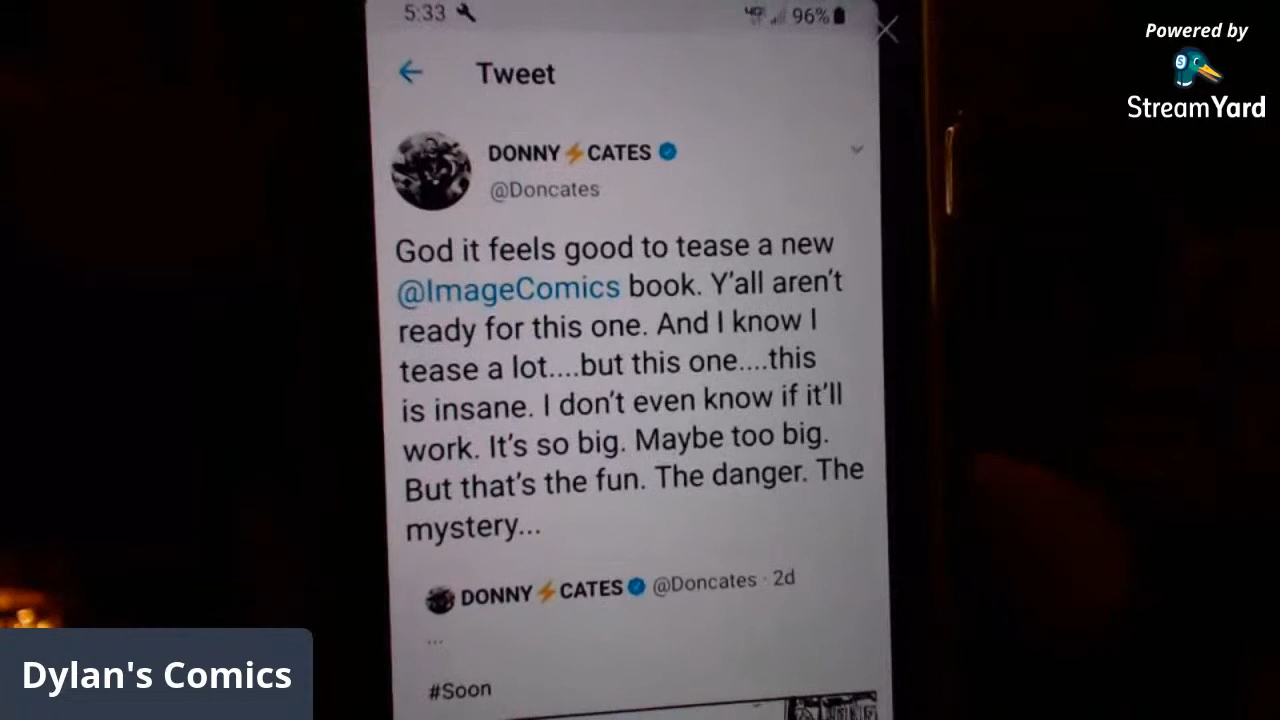 5:33
96%
Powered by
StreamYard
Tweet
DONNY⚡CATES
@Doncates
God it feels good to tease a new
@ImageComics book. Y'all aren't
ready for this one. And I know I
tease a lot....but this one....this
is insane. I don't even know if it'll
work. It's so big. Maybe too big.
But that's the fun. The danger. The
mystery...
DONNY⚡CATES @Doncates · 2d
...
#Soon
Dylan's Comics